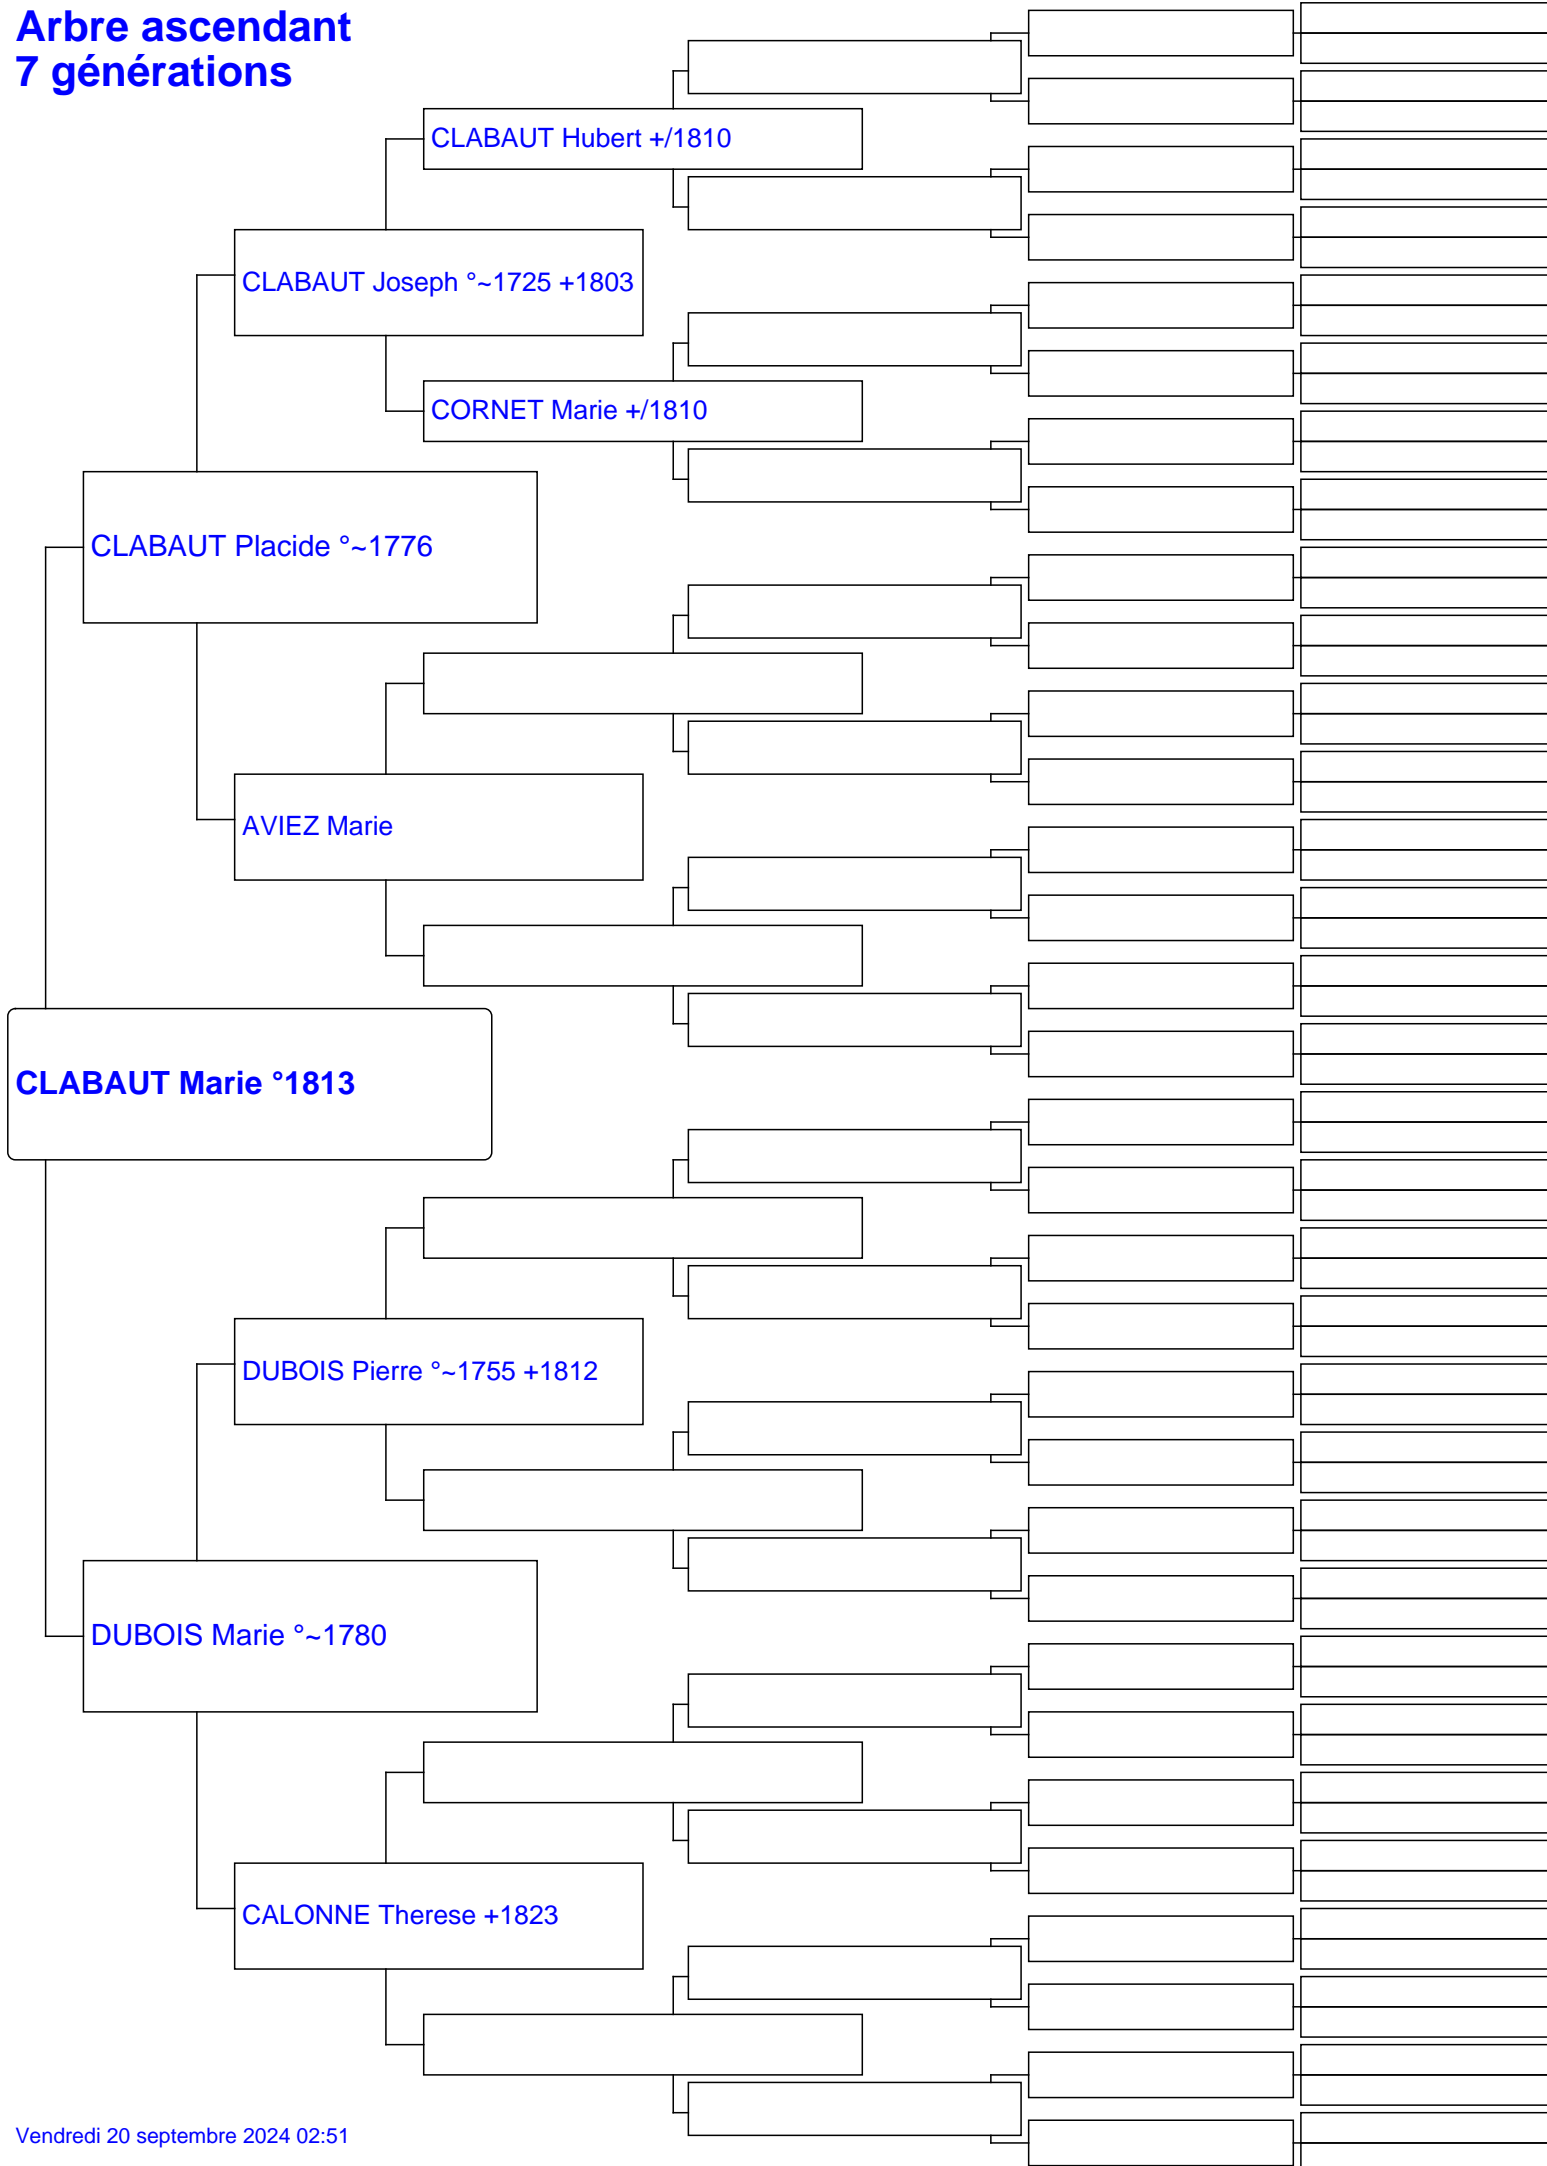 Arbre ascendant
7 générations
CLABAUT Hubert +/1810
CLABAUT Joseph °~1725 +1803
CORNET Marie +/1810
CLABAUT Placide °~1776
AVIEZ Marie
CLABAUT Marie °1813
DUBOIS Pierre °~1755 +1812
DUBOIS Marie °~1780
CALONNE Therese +1823
Vendredi 20 septembre 2024 02:51